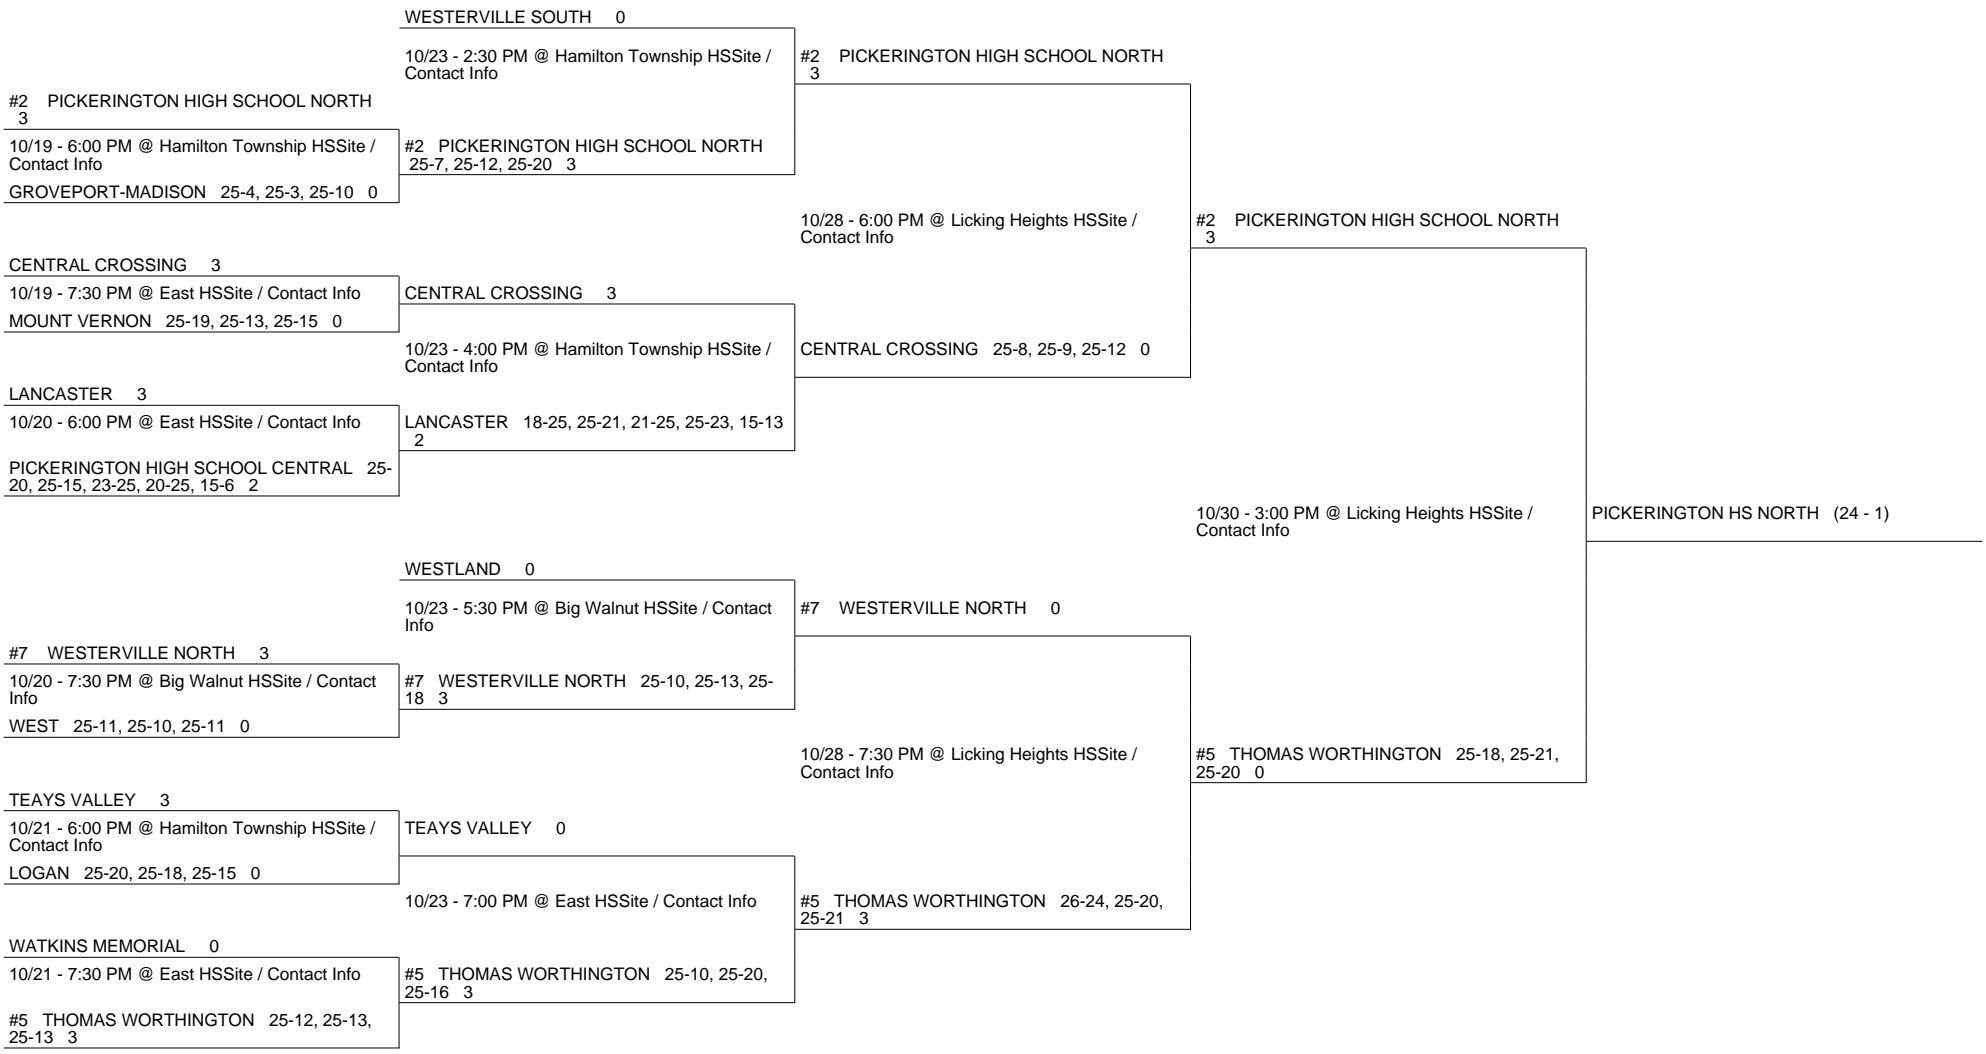 WESTERVILLE SOUTH 0
10/23 - 2:30 PM @ Hamilton Township HSSite /
Contact Info
#2 PICKERINGTON HIGH SCHOOL NORTH
3
#2 PICKERINGTON HIGH SCHOOL NORTH
3
10/19 - 6:00 PM @ Hamilton Township HSSite /
Contact Info
GROVEPORT-MADISON 25-4, 25-3, 25-10 0
#2 PICKERINGTON HIGH SCHOOL NORTH
25-7, 25-12, 25-20 3
10/28 - 6:00 PM @ Licking Heights HSSite /
Contact Info
#2 PICKERINGTON HIGH SCHOOL NORTH
3
CENTRAL CROSSING 3
10/19 - 7:30 PM @ East HSSite / Contact Info
MOUNT VERNON 25-19, 25-13, 25-15 0
CENTRAL CROSSING 3
10/23 - 4:00 PM @ Hamilton Township HSSite /
Contact Info
CENTRAL CROSSING 25-8, 25-9, 25-12 0
LANCASTER 3
10/20 - 6:00 PM @ East HSSite / Contact Info
PICKERINGTON HIGH SCHOOL CENTRAL 25-
20, 25-15, 23-25, 20-25, 15-6 2
LANCASTER 18-25, 25-21, 21-25, 25-23, 15-13
2
10/30 - 3:00 PM @ Licking Heights HSSite /
Contact Info
PICKERINGTON HS NORTH (24 - 1)
WESTLAND 0
10/23 - 5:30 PM @ Big Walnut HSSite / Contact
Info
#7 WESTERVILLE NORTH 0
#7 WESTERVILLE NORTH 3
10/20 - 7:30 PM @ Big Walnut HSSite / Contact
Info
WEST 25-11, 25-10, 25-11 0
#7 WESTERVILLE NORTH 25-10, 25-13, 25-
18 3
10/28 - 7:30 PM @ Licking Heights HSSite /
Contact Info
#5 THOMAS WORTHINGTON 25-18, 25-21,
25-20 0
TEAYS VALLEY 3
10/21 - 6:00 PM @ Hamilton Township HSSite /
Contact Info
LOGAN 25-20, 25-18, 25-15 0
TEAYS VALLEY 0
10/23 - 7:00 PM @ East HSSite / Contact Info
#5 THOMAS WORTHINGTON 26-24, 25-20,
25-21 3
WATKINS MEMORIAL 0
10/21 - 7:30 PM @ East HSSite / Contact Info
#5 THOMAS WORTHINGTON 25-12, 25-13,
25-13 3
#5 THOMAS WORTHINGTON 25-10, 25-20,
25-16 3